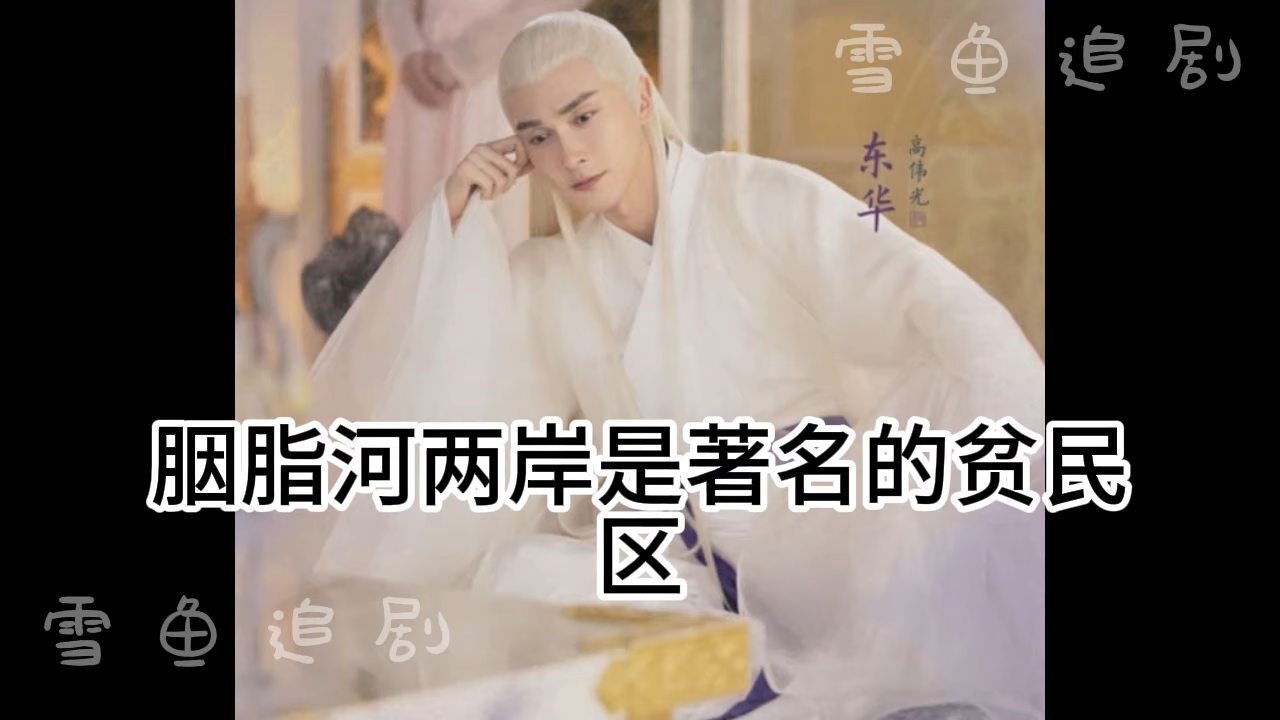 雪鱼追剧
东华
高伟光
胭脂河两岸是著名的贫民
区
雪鱼追剧